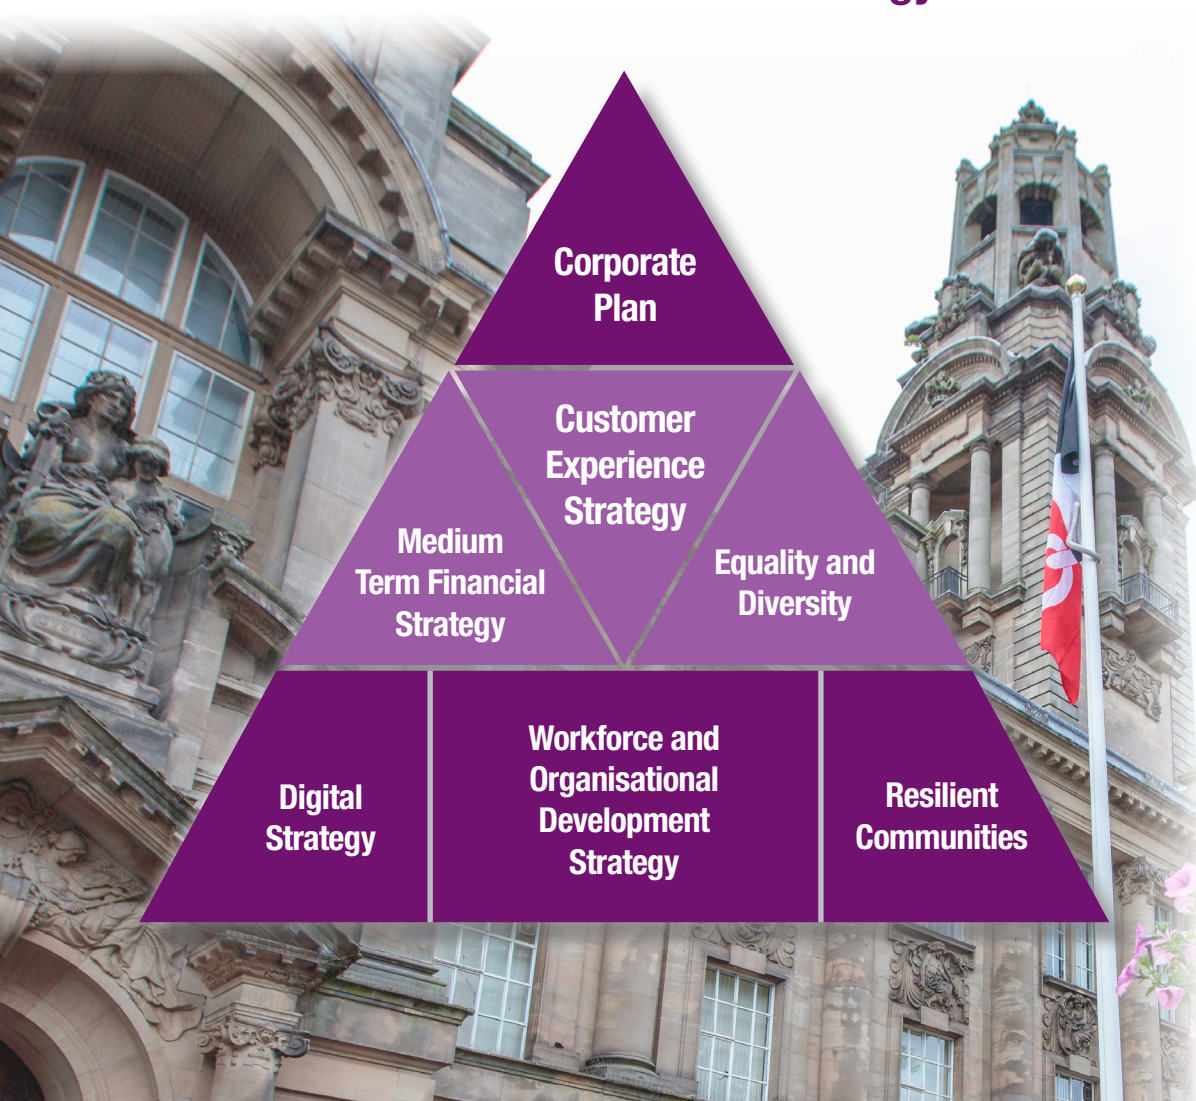 Corporate
Plan
Customer
Experience
Strategy
Medium
Term Financial
Strategy
Equality and
Diversity
Digital
Strategy
Workforce and
Organisational
Development
Strategy
Resilient
Communities